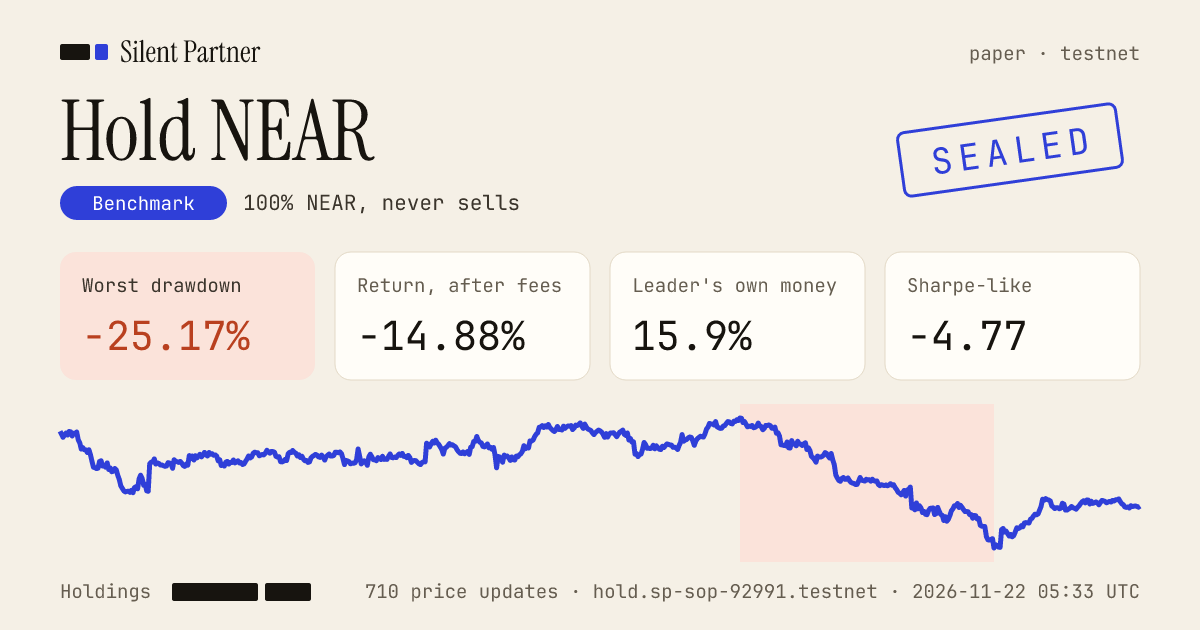 Silent Partner
paper · testnet
Hold NEAR
SEALED
Benchmark
100% NEAR, never sells
Worst drawdown
-25.17%
Return, after fees
-14.88%
Leader's own money
15.9%
Sharpe-like
-4.77
Holdings
710 price updates · hold.sp-sop-92991.testnet · 2026-11-22 05:33 UTC